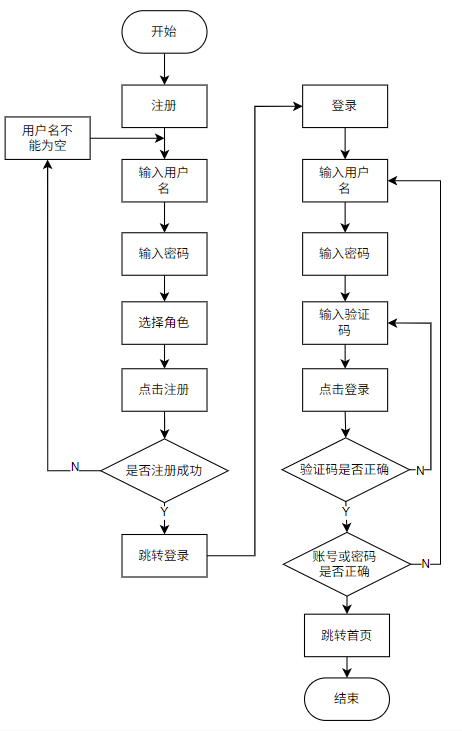 开始
注册
用户名不
能为空
输入用户
名
输入密码
选择角色
点击注册
是否注册成功
N
Y
跳转登录
登录
输入用户
名
输入密码
输入验证
码
点击登录
验证码是否正确
N
Y
账号或密码
是否正确
N
跳转首页
结束